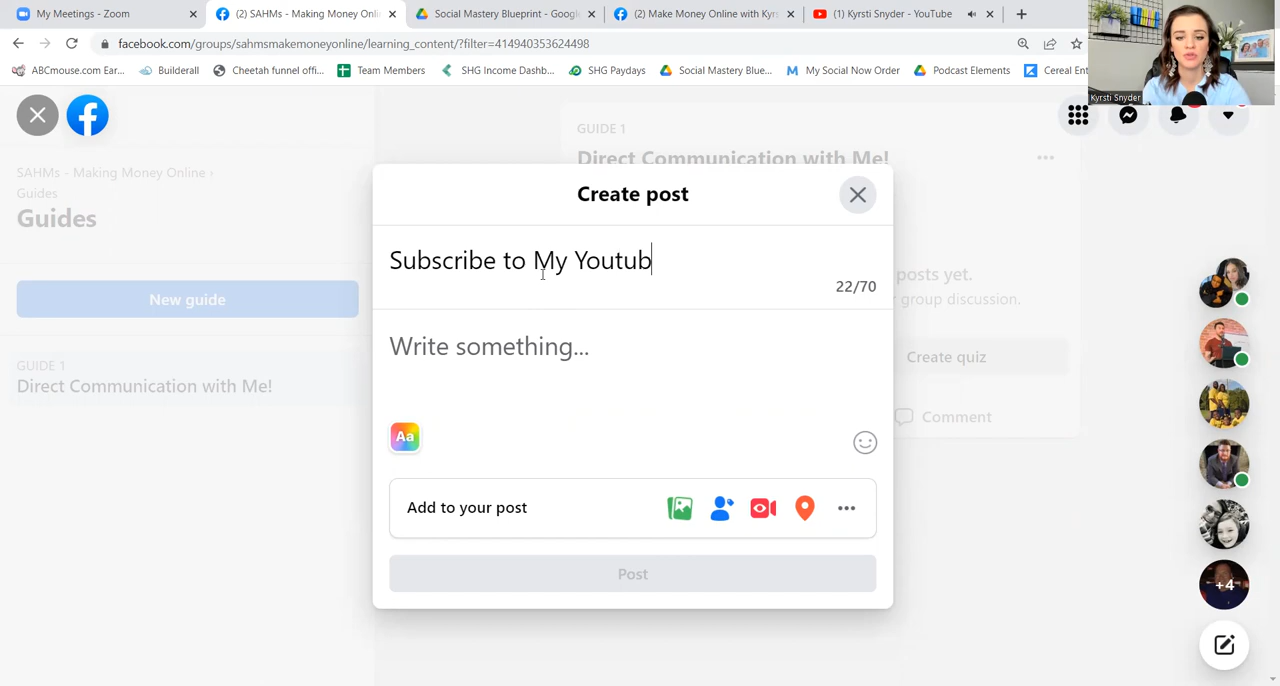 My Meetings - Zoom
(2) SAHMs - Making Money Onli
Social Mastery Blueprint - Google
(2) Make Money Online with Kyrs
(1) Kyrsti Snyder - YouTube
facebook.com/groups/sahmsmakemoneyonline/learning_content/?filter=414940353624498
ABCmouse.com Ear...
Builderall
Cheetah funnel offi...
Team Members
SHG Income Dashb...
SHG Paydays
Social Mastery Blue...
My Social Now Order
Podcast Elements
Cereal Ent
Kyrsti Snyder
SAHMs - Making Money Online ›
Guides
Guides
New guide
GUIDE 1
Direct Communication with Me!
GUIDE 1
Direct Communication with Me!
posts yet.
r group discussion.
Create quiz
Comment
Create post
Subscribe to My Youtub
22/70
Write something...
Aa
Add to your post
Post
+4